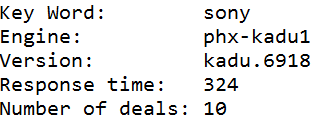 Key Word: sony
Engine: phx-kadu1
Version: kadu.6918
Response time: 324
Number of deals: 10